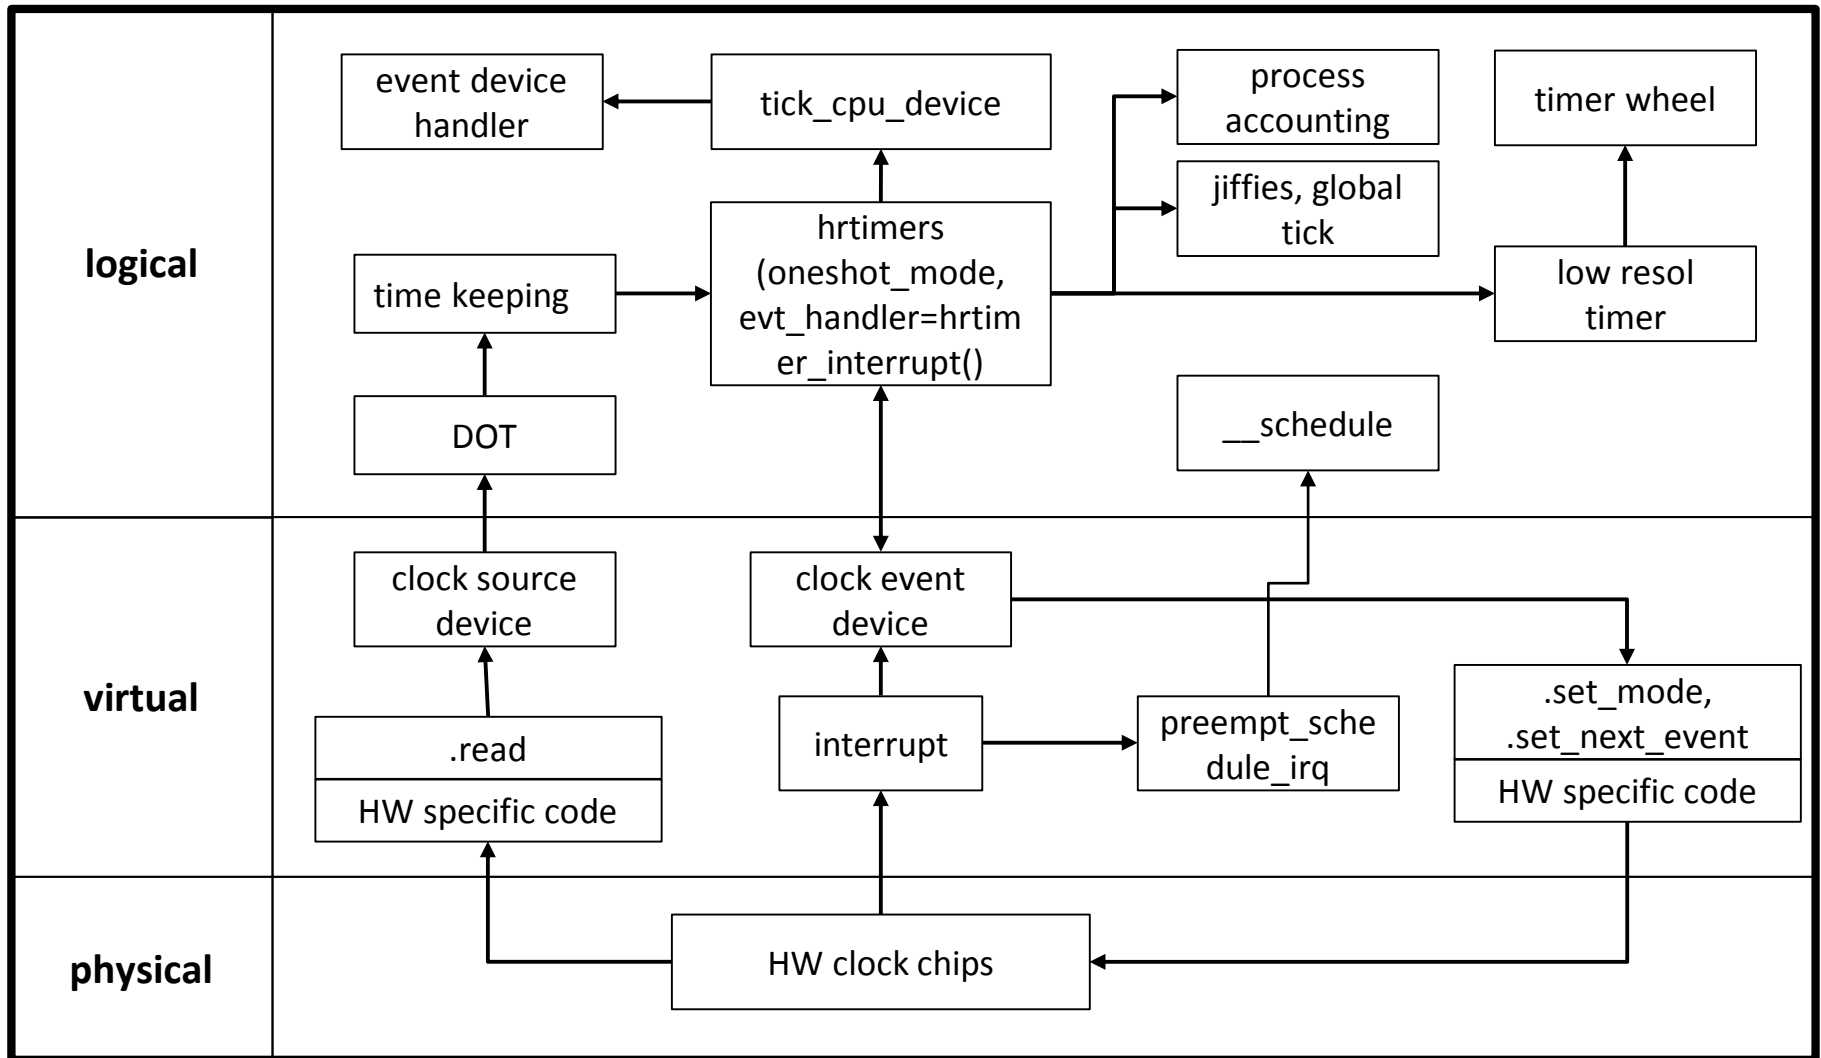 logical
event device
handler
tick_cpu_device
process
accounting
timer wheel
jiffies, global
tick
hrtimers
(oneshot_mode,
evt_handler=hrtim
er_interrupt()
time keeping
low resol
timer
DOT
__schedule
virtual
clock source
device
clock event
device
.read
HW specific code
interrupt
preempt_sche
dule_irq
.set_mode,
.set_next_event
HW specific code
physical
HW clock chips